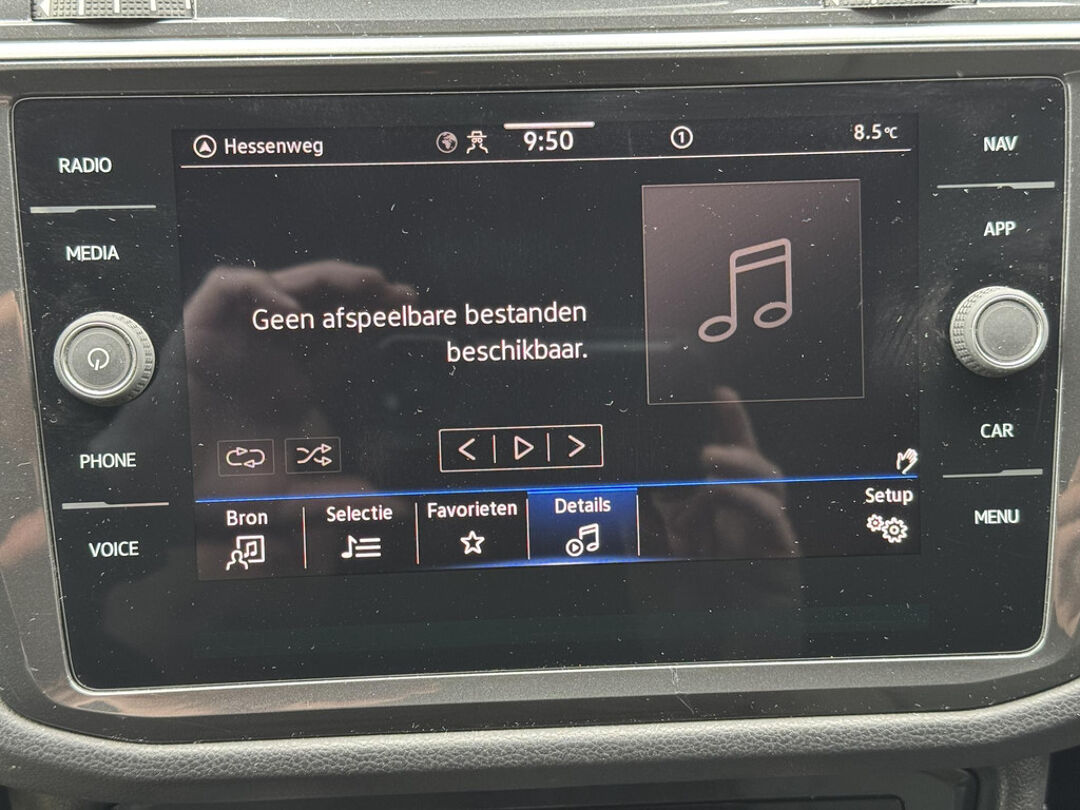 RADIO
MEDIA
PHONE
VOICE
Hessenweg
9:50
1
8.5°C
Geen afspeelbare bestanden
beschikbaar.
Bron
Selectie
Favorieten
Details
Setup
NAV
APP
CAR
MENU